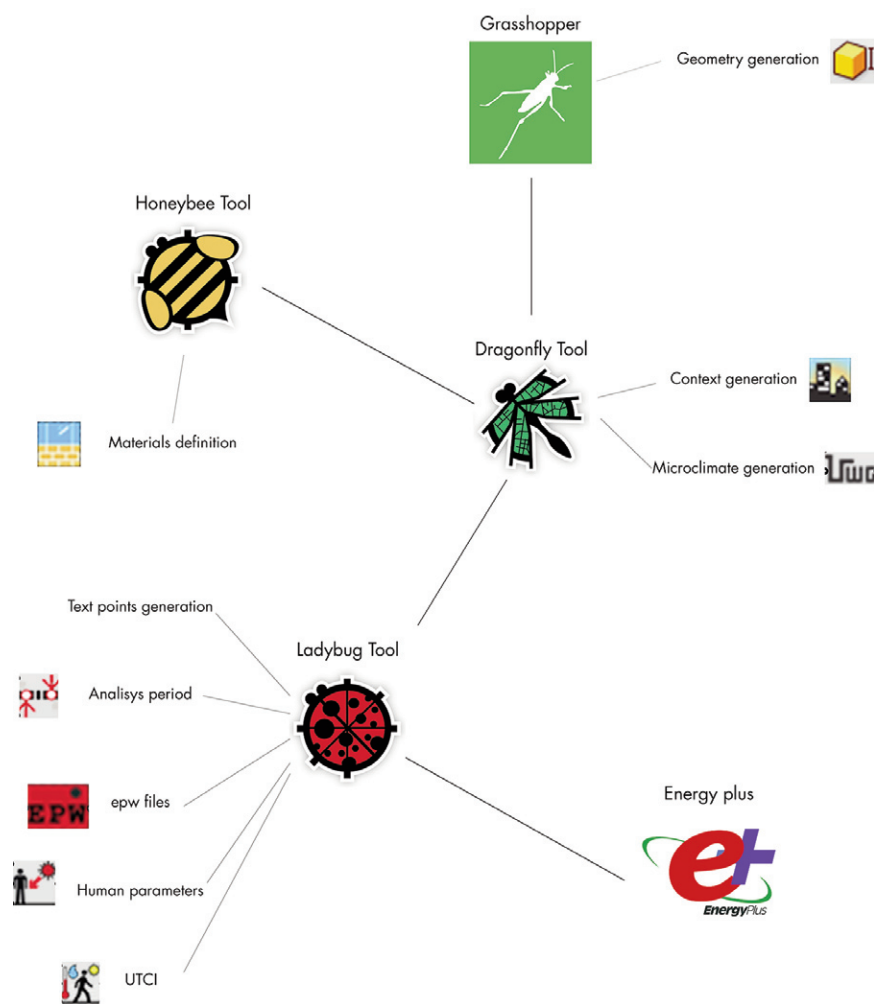 Grasshopper
Geometry generation
Honeybee Tool
Dragonfly Tool
Context generation
Materials definition
Microclimate generation
Text points generation
Ladybug Tool
Analisys period
epw files
EPW
Energy plus
e+
EnergyPlus
Human parameters
UTCI